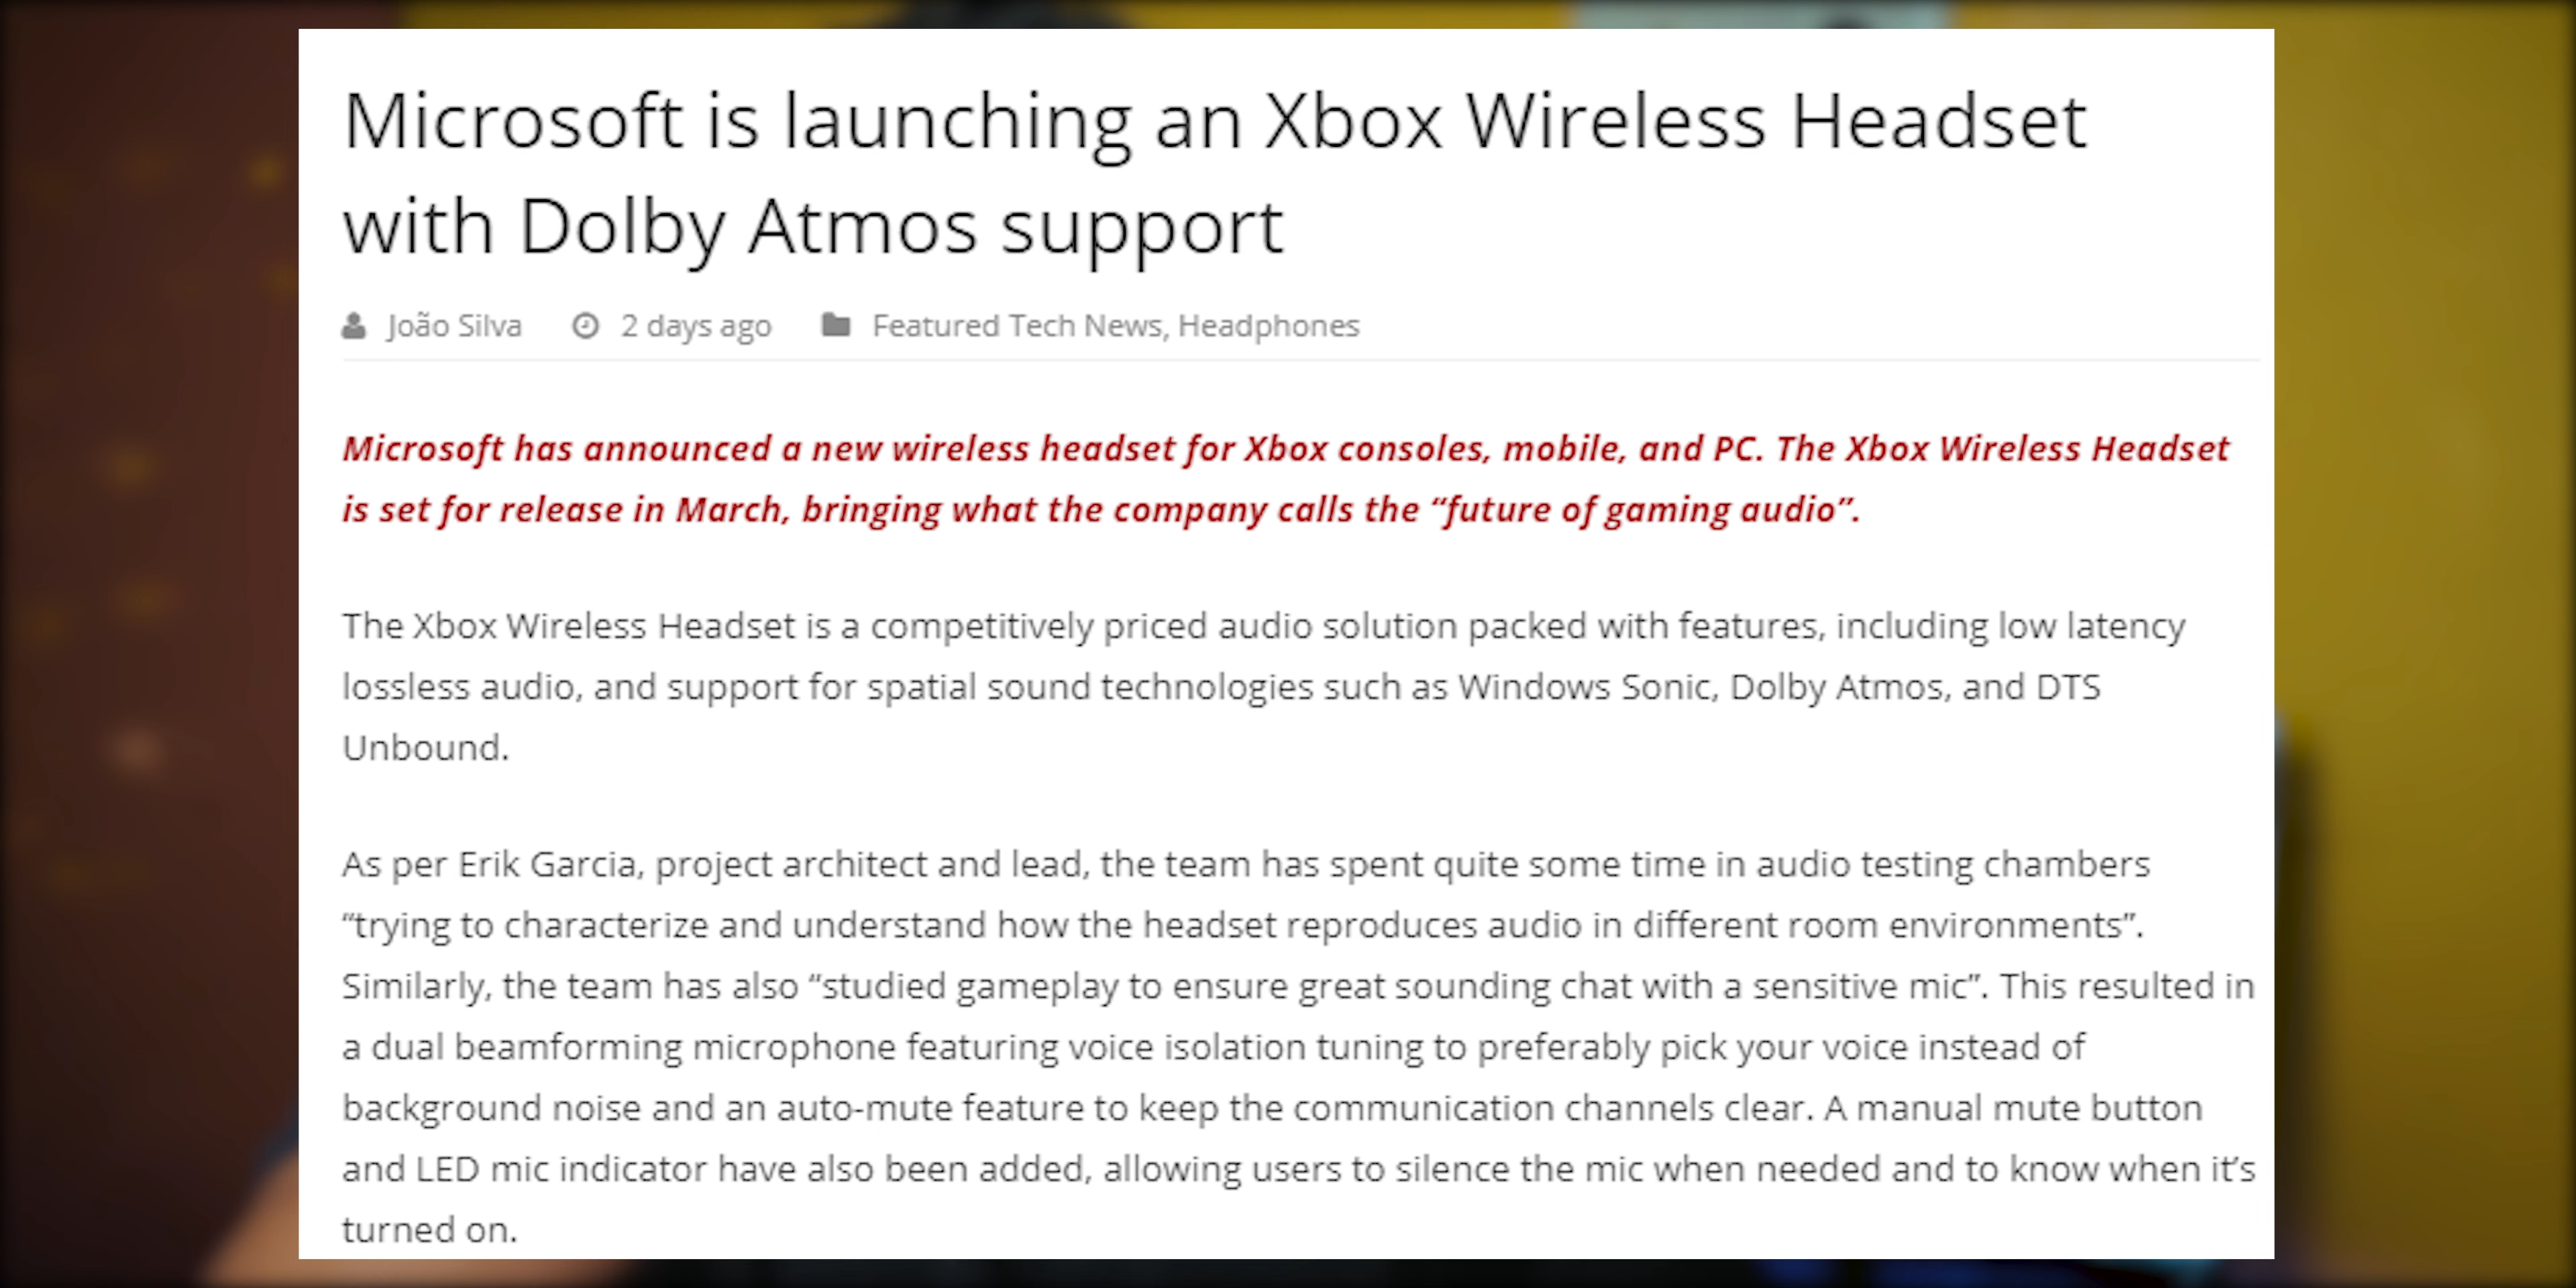 Microsoft is launching an Xbox Wireless Headset
with Dolby Atmos support
João Silva 2 days ago Featured Tech News, Headphones
Microsoft has announced a new wireless headset for Xbox consoles, mobile, and PC. The Xbox Wireless Headset
is set for release in March, bringing what the company calls the “future of gaming audio”.
The Xbox Wireless Headset is a competitively priced audio solution packed with features, including low latency
lossless audio, and support for spatial sound technologies such as Windows Sonic, Dolby Atmos, and DTS
Unbound.
As per Erik Garcia, project architect and lead, the team has spent quite some time in audio testing chambers
“trying to characterize and understand how the headset reproduces audio in different room environments”.
Similarly, the team has also “studied gameplay to ensure great sounding chat with a sensitive mic”. This resulted in
a dual beamforming microphone featuring voice isolation tuning to preferably pick your voice instead of
background noise and an auto-mute feature to keep the communication channels clear. A manual mute button
and LED mic indicator have also been added, allowing users to silence the mic when needed and to know when it’s
turned on.